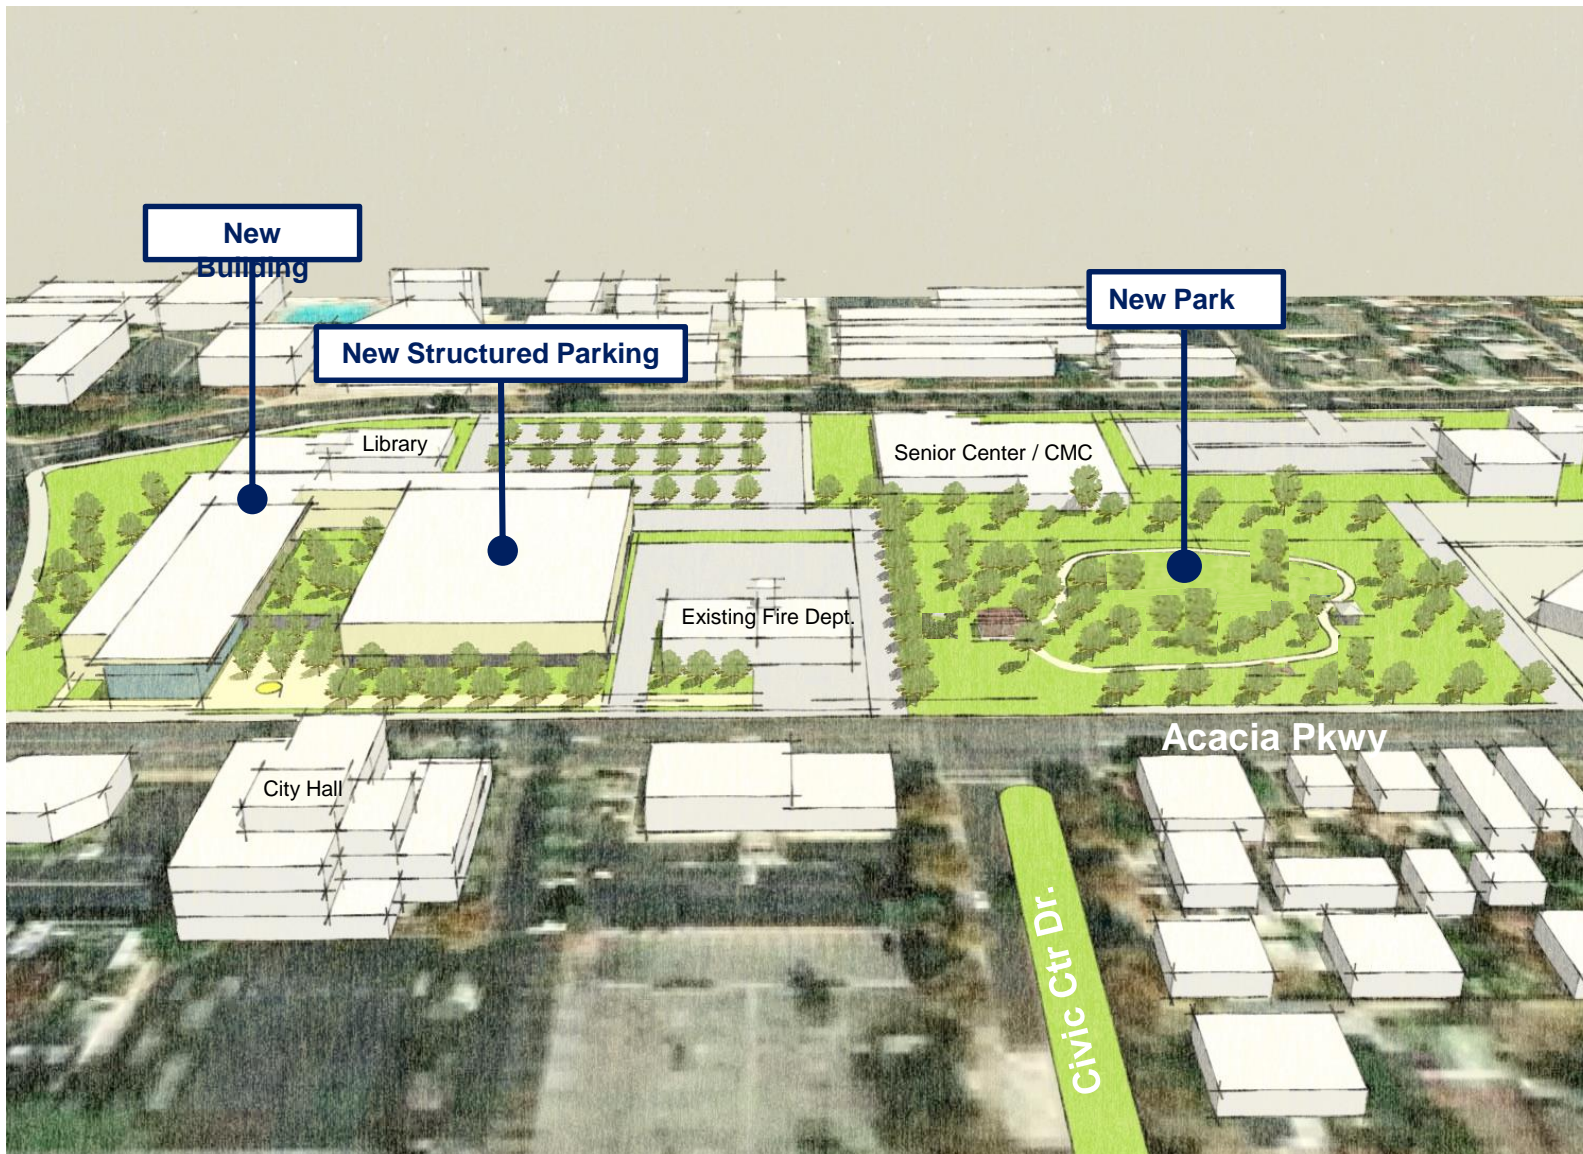 New
Building
New Park
New Structured Parking
Library
Senior Center / CMC
Existing Fire Dept.
Acacia Pkwy
City Hall
Civic Ctr Dr.